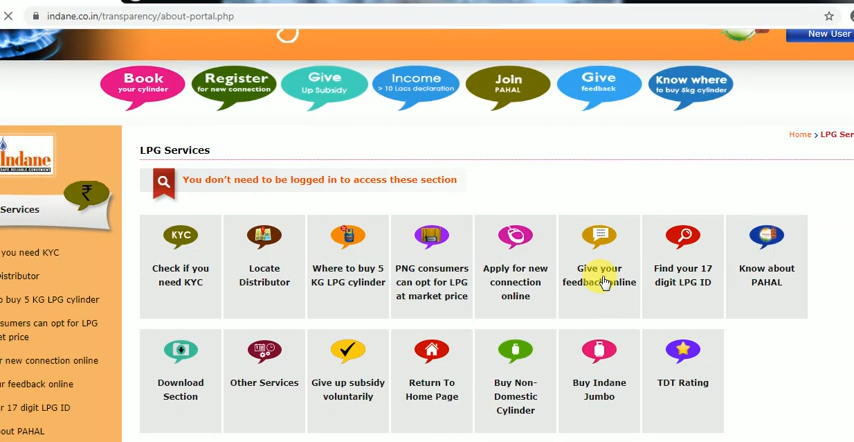 indane.co.in/transparency/about-portal.php
New User
Book
your cylinder
Register
for new connection
Give
Up Subsidy
Income
> 10 Lacs declaration
Join
PAHAL
Give
feedback
Know where
to buy 5kg cylinder
Home > LPG Ser
LPG Services
Indane
You don't need to be logged in to access these section
₹
Services
KYC
Check if you
need KYC
Locate
Distributor
Where to buy 5
KG LPG cylinder
PNG consumers
can opt for LPG
at market price
Apply for new
connection
online
Give your
feedback online
Find your 17
digit LPG ID
Know about
PAHAL
you need KYC
Distributor
o buy 5 KG LPG cylinder
sumers can opt for LPG
et price
r new connection online
ur feedback online
r 17 digit LPG ID
out PAHAL
Download
Section
Other Services
Give up subsidy
voluntarily
Return To
Home Page
Buy Non-
Domestic
Cylinder
Buy Indane
Jumbo
TDT Rating